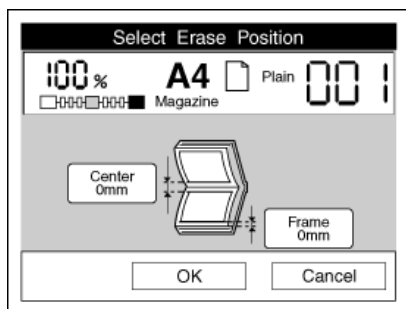 Select Erase Position
100 % A4 Plain 001
Magazine
Center
0mm
Frame
0mm
OK Cancel